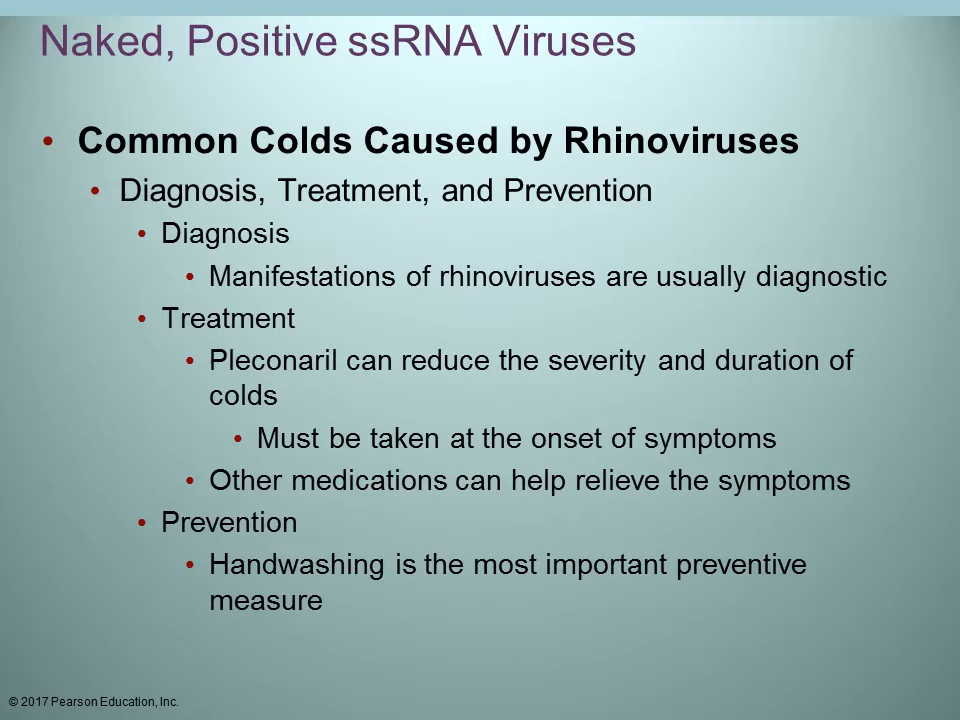 Naked, Positive ssRNA Viruses
• Common Colds Caused by Rhinoviruses
• Diagnosis, Treatment, and Prevention
• Diagnosis
• Manifestations of rhinoviruses are usually diagnostic
• Treatment
• Pleconaril can reduce the severity and duration of
colds
• Must be taken at the onset of symptoms
• Other medications can help relieve the symptoms
• Prevention
• Handwashing is the most important preventive
measure
© 2017 Pearson Education, Inc.